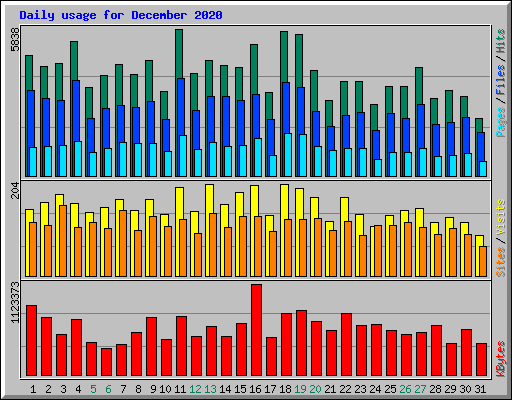 Daily usage for December 2020
5838
Pages / Files / Hits
204
Sites / Visits
1123373
KBytes
1 2 3 4 5 6 7 8 9 10 11 12 13 14 15 16 17 18 19 20 21 22 23 24 25 26 27 28 29 30 31